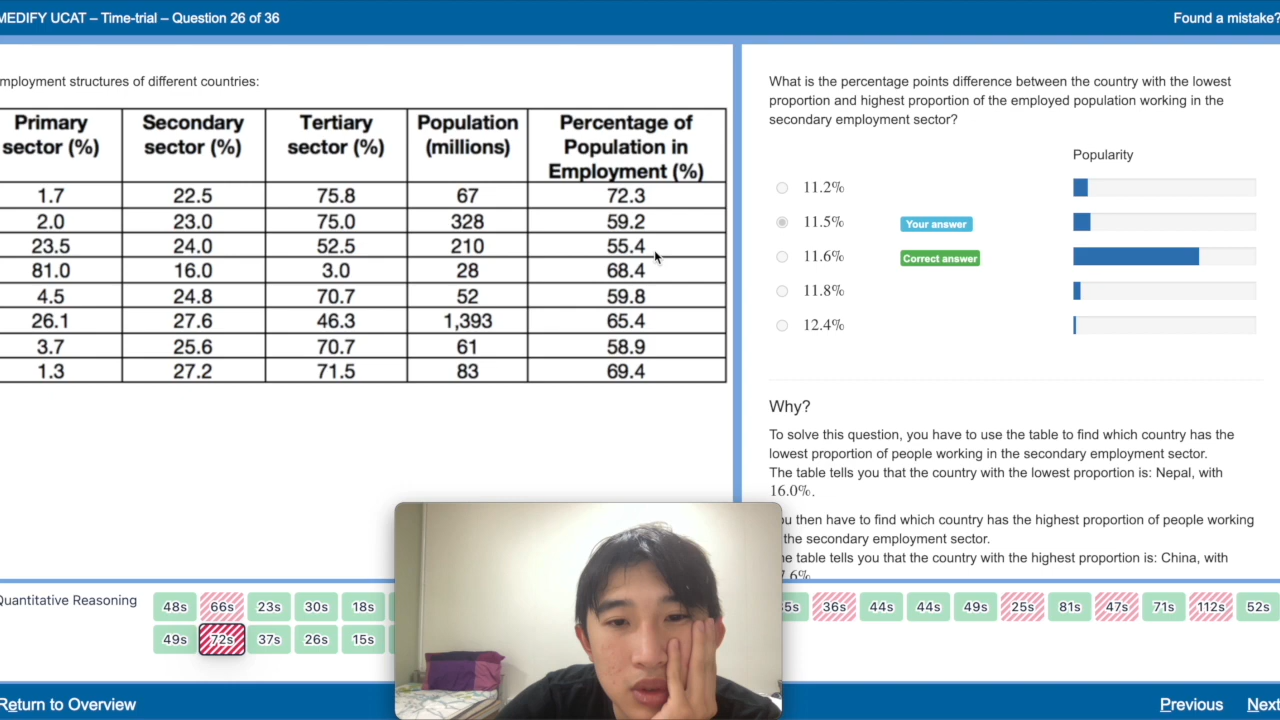 MEDIFY UCAT – Time-trial – Question 26 of 36
Found a mistake?
mployment structures of different countries:
Primary sector (%) Secondary sector (%) Tertiary sector (%) Population (millions) Percentage of Population in Employment (%)
1.7 22.5 75.8 67 72.3
2.0 23.0 75.0 328 59.2
23.5 24.0 52.5 210 55.4
81.0 16.0 3.0 28 68.4
4.5 24.8 70.7 52 59.8
26.1 27.6 46.3 1,393 65.4
3.7 25.6 70.7 61 58.9
1.3 27.2 71.5 83 69.4
What is the percentage points difference between the country with the lowest
proportion and highest proportion of the employed population working in the
secondary employment sector?
Popularity
11.2%
11.5% Your answer
11.6% Correct answer
11.8%
12.4%
Why?
To solve this question, you have to use the table to find which country has the
lowest proportion of people working in the secondary employment sector.
The table tells you that the country with the lowest proportion is: Nepal, with
16.0%.
ou then have to find which country has the highest proportion of people working
the secondary employment sector.
e table tells you that the country with the highest proportion is: China, with
7.6%
Quantitative Reasoning
48s 66s 23s 30s 18s 5s 36s 44s 44s 49s 25s 81s 47s 71s 112s 52s
49s 72s 37s 26s 15s
Return to Overview
Previous
Next